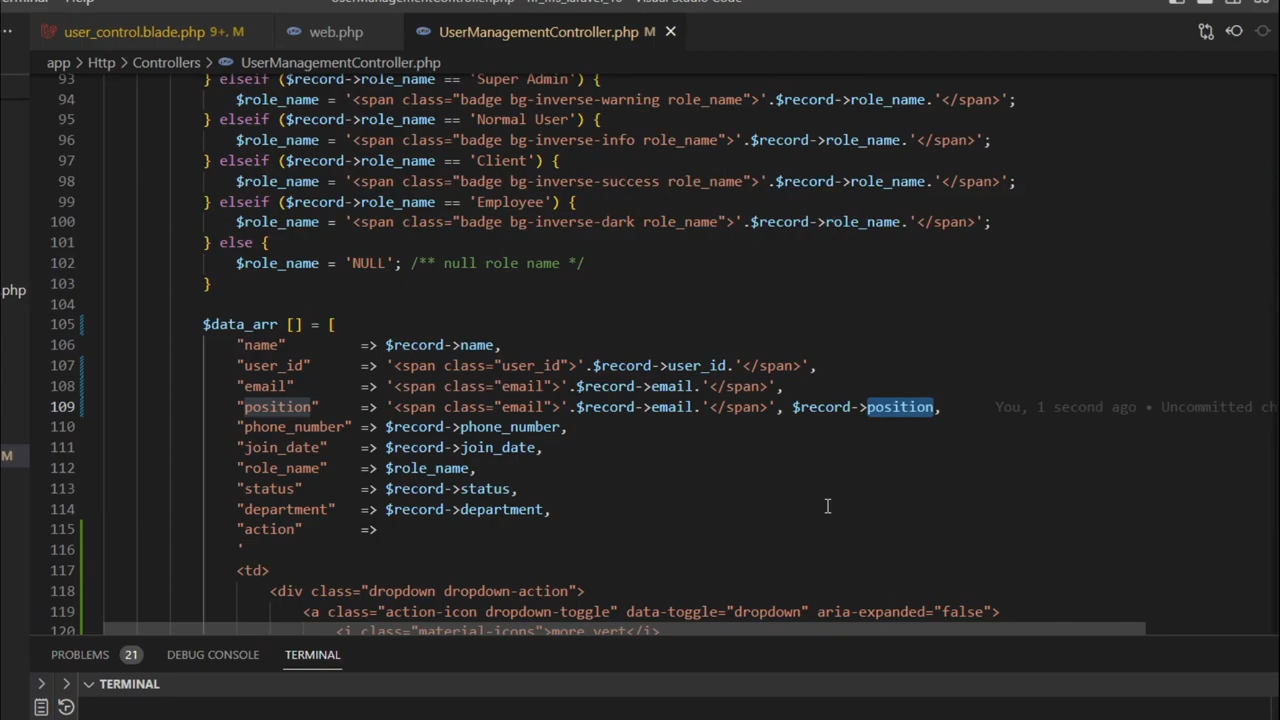 Help
user_control.blade.php 9+, M
web.php
UserManagementController.php M
app > Http > Controllers > UserManagementController.php
93 } elseif ($record->role_name == 'Super Admin') {
94 $role_name = '<span class="badge bg-inverse-warning role_name">'.$record->role_name.'</span>';
95 } elseif ($record->role_name == 'Normal User') {
96 $role_name = '<span class="badge bg-inverse-info role_name">'.$record->role_name.'</span>';
97 } elseif ($record->role_name == 'Client') {
98 $role_name = '<span class="badge bg-inverse-success role_name">'.$record->role_name.'</span>';
99 } elseif ($record->role_name == 'Employee') {
100 $role_name = '<span class="badge bg-inverse-dark role_name">'.$record->role_name.'</span>';
101 } else {
102 $role_name = 'NULL'; /** null role name */
103 }
104
.php
105 $data_arr [] = [
106 "name" => $record->name,
107 "user_id" => '<span class="user_id">'.$record->user_id.'</span>',
108 "email" => '<span class="email">'.$record->email.'</span>',
109 "position" => '<span class="email">'.$record->email.'</span>', $record->position, You, 1 second ago • Uncommitted ch
110 "phone_number" => $record->phone_number,
111 "join_date" => $record->join_date,
M
112 "role_name" => $role_name,
113 "status" => $record->status,
114 "department" => $record->department,
115 "action" =>
116 '
117 <td>
118 <div class="dropdown dropdown-action">
119 <a class="action-icon dropdown-toggle" data-toggle="dropdown" aria-expanded="false">
120 <i class="material-icons">more_vert</i>
PROBLEMS 21 DEBUG CONSOLE TERMINAL
TERMINAL